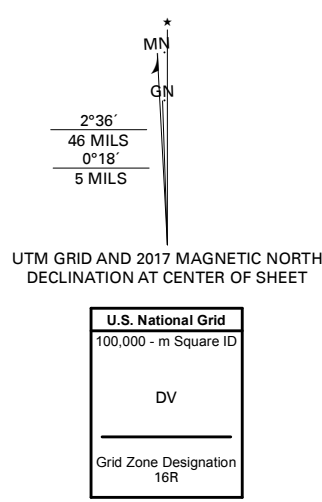 MN
GN
2°36´
46 MILS
0°18´
5 MILS
UTM GRID AND 2017 MAGNETIC NORTH
DECLINATION AT CENTER OF SHEET
U.S. National Grid
100,000 - m Square ID
DV
Grid Zone Designation
16R